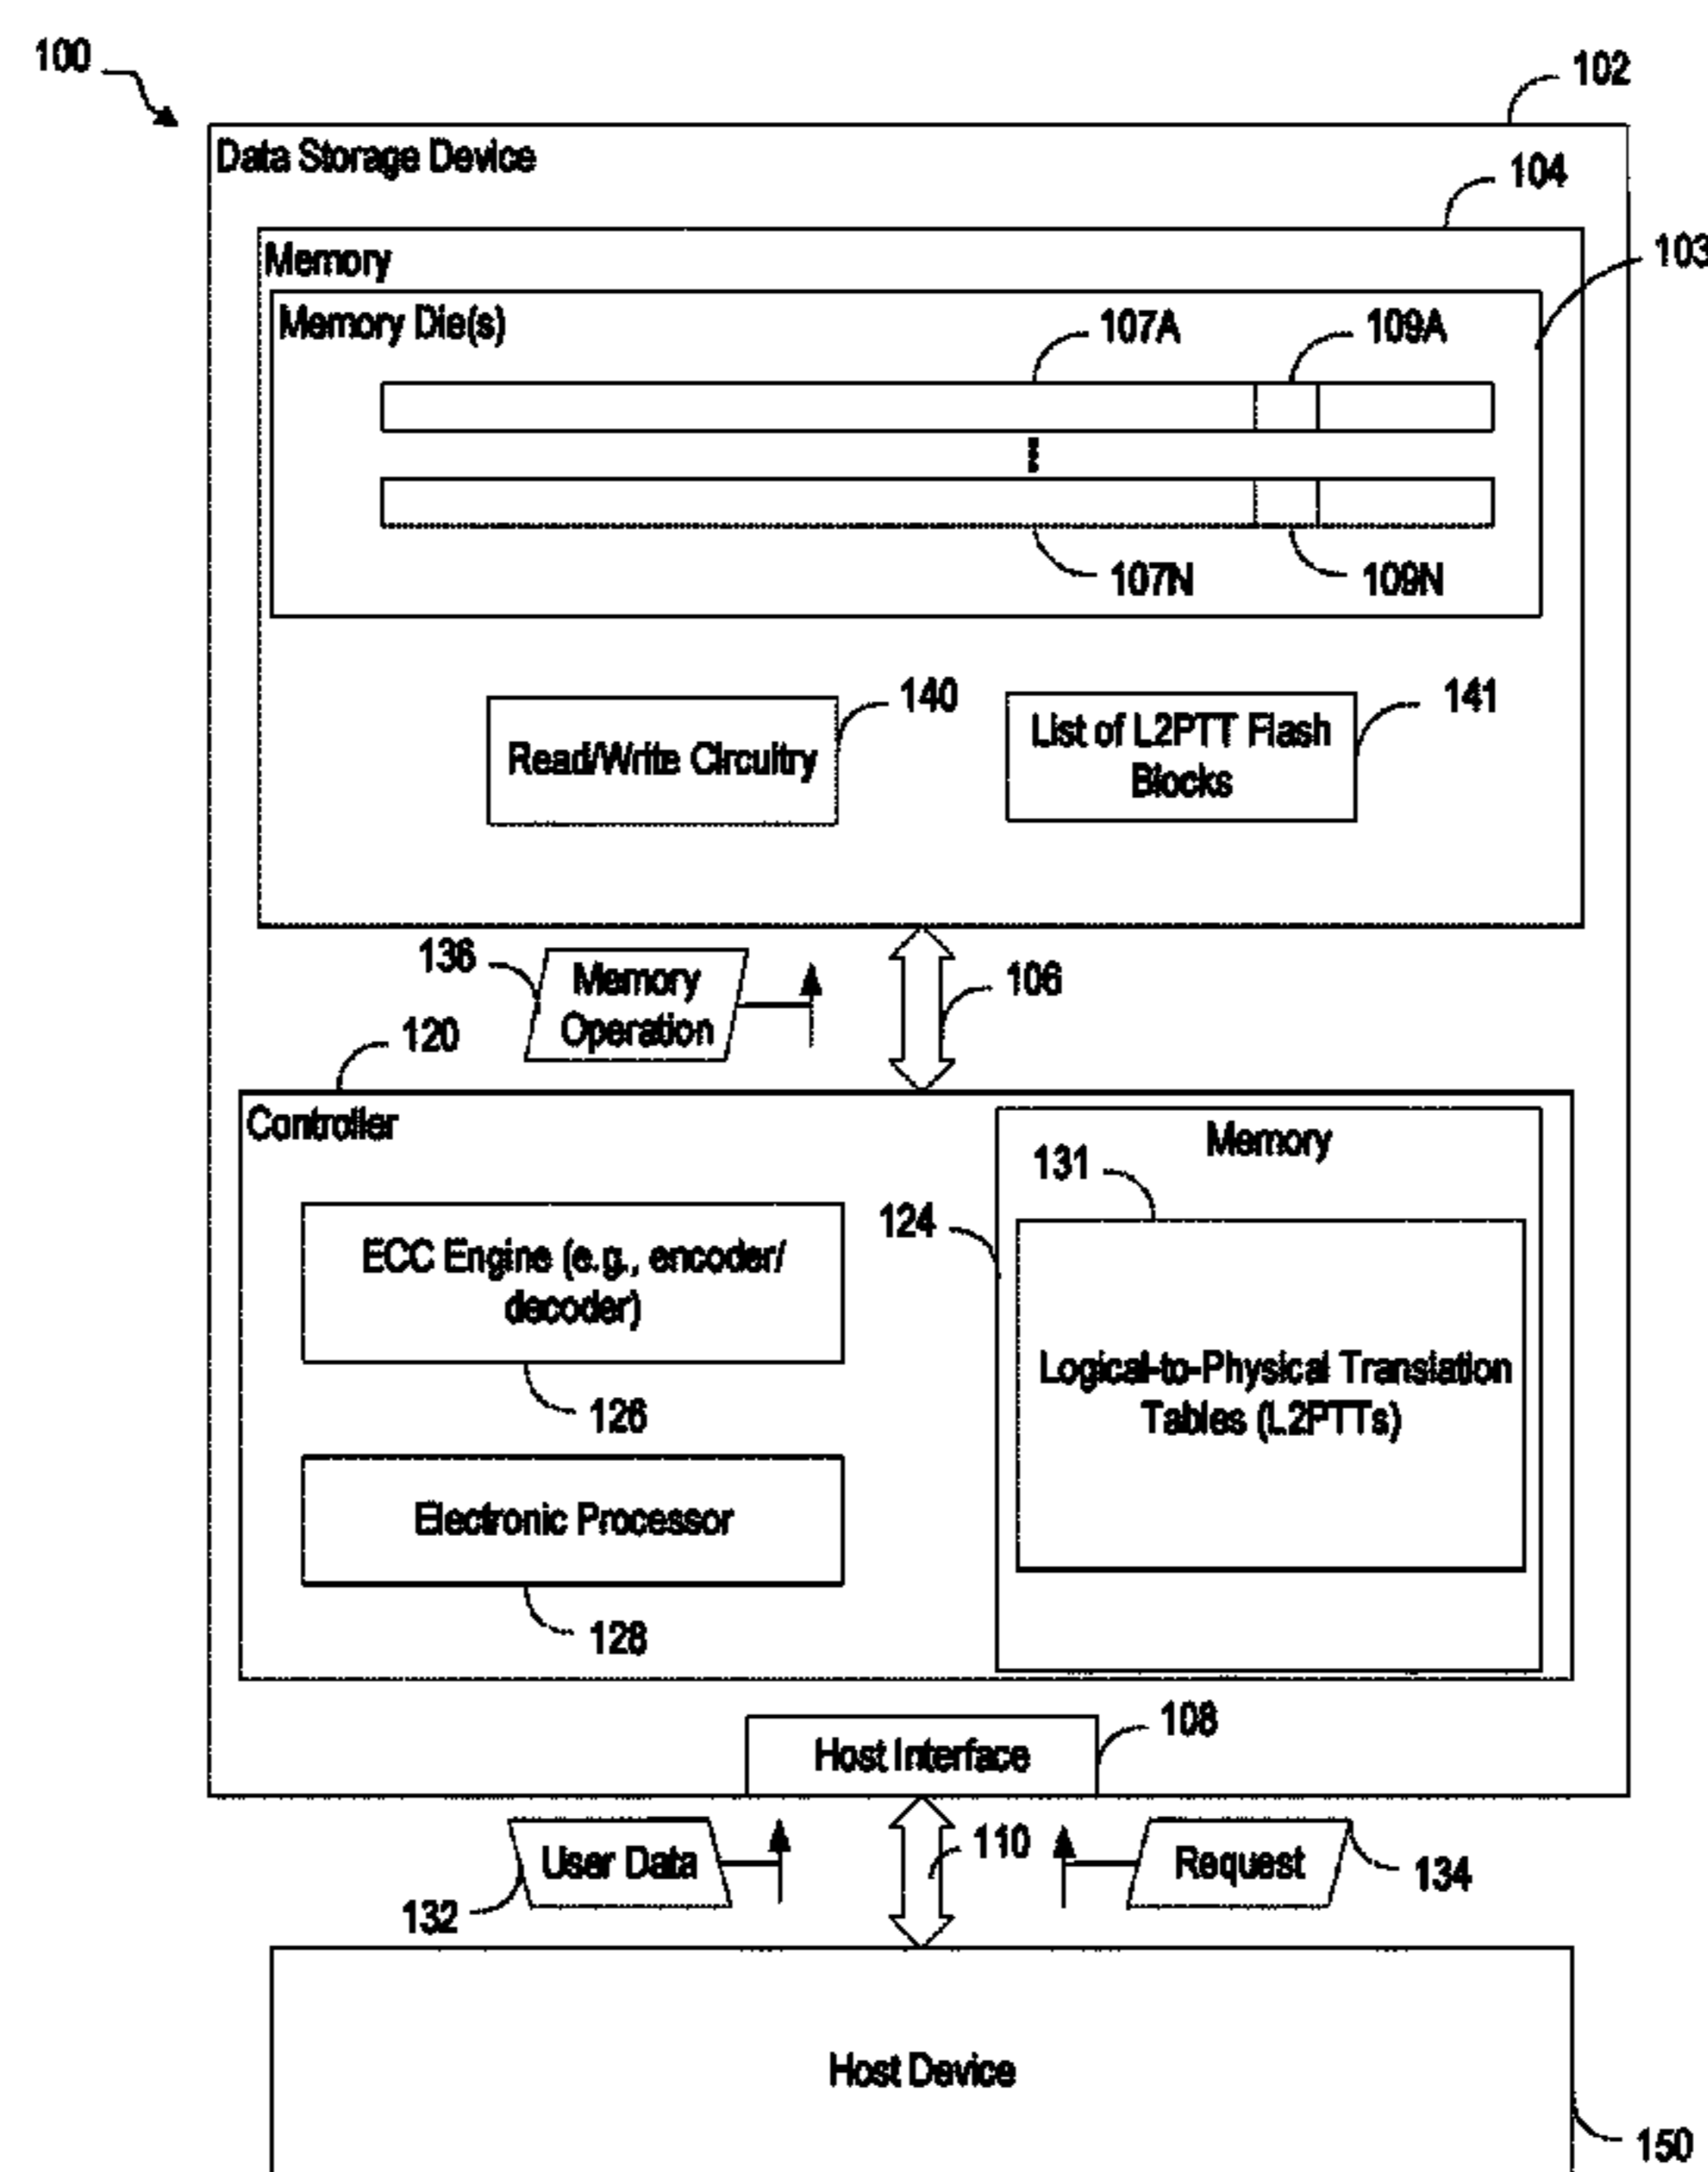 100
102
Data Storage Device
104
Memory
103
Memory Die(s)
107A
109A
107N
109N
140
141
Read/Write Circuitry
List of L2PTT Flash
Blocks
136
Memory
Operation
106
120
Controller
Memory
131
124
ECC Engine (e.g., encoder/
decoder)
Logical-to-Physical Translation
Tables (L2PTTs)
126
Electronic Processor
128
108
Host Interface
User Data
110
Request
134
132
Host Device
150